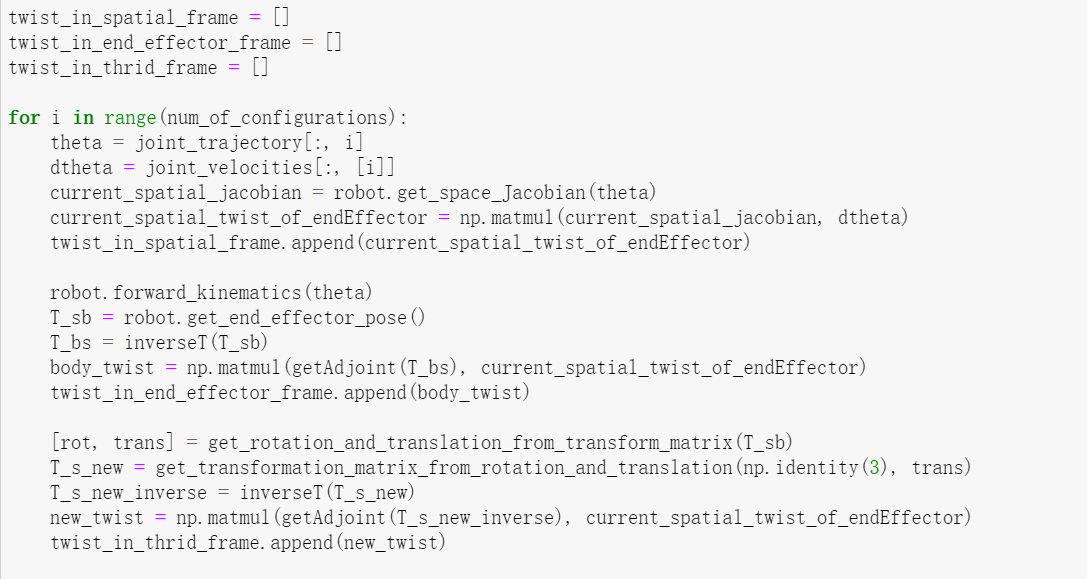 twist_in_spatial_frame = []
twist_in_end_effector_frame = []
twist_in_thrid_frame = []
for i in range(num_of_configurations):
    theta = joint_trajectory[:, i]
    dtheta = joint_velocities[:, [i]]
    current_spatial_jacobian = robot.get_space_Jacobian(theta)
    current_spatial_twist_of_endEffector = np.matmul(current_spatial_jacobian, dtheta)
    twist_in_spatial_frame.append(current_spatial_twist_of_endEffector)
    robot.forward_kinematics(theta)
    T_sb = robot.get_end_effector_pose()
    T_bs = inverseT(T_sb)
    body_twist = np.matmul(getAdjoint(T_bs), current_spatial_twist_of_endEffector)
    twist_in_end_effector_frame.append(body_twist)
    [rot, trans] = get_rotation_and_translation_from_transform_matrix(T_sb)
    T_s_new = get_transformation_matrix_from_rotation_and_translation(np.identity(3), trans)
    T_s_new_inverse = inverseT(T_s_new)
    new_twist = np.matmul(getAdjoint(T_s_new_inverse), current_spatial_twist_of_endEffector)
    twist_in_thrid_frame.append(new_twist)